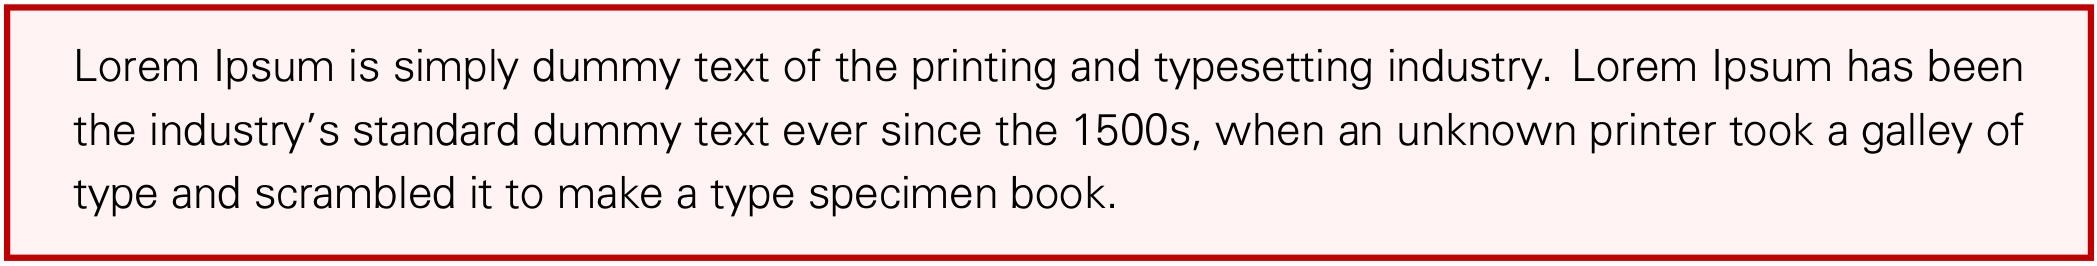 Lorem Ipsum is simply dummy text of the printing and typesetting industry. Lorem Ipsum has been
the industry’s standard dummy text ever since the 1500s, when an unknown printer took a galley of
type and scrambled it to make a type specimen book.